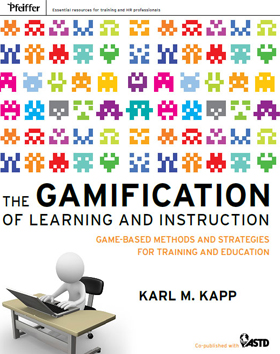 Pfeiffer
Essential resources for training and HR professionals
THE GAMIFICATION
OF LEARNING AND INSTRUCTION
GAME-BASED METHODS AND STRATEGIES
FOR TRAINING AND EDUCATION
KARL M. KAPP
Co-published with ASTD